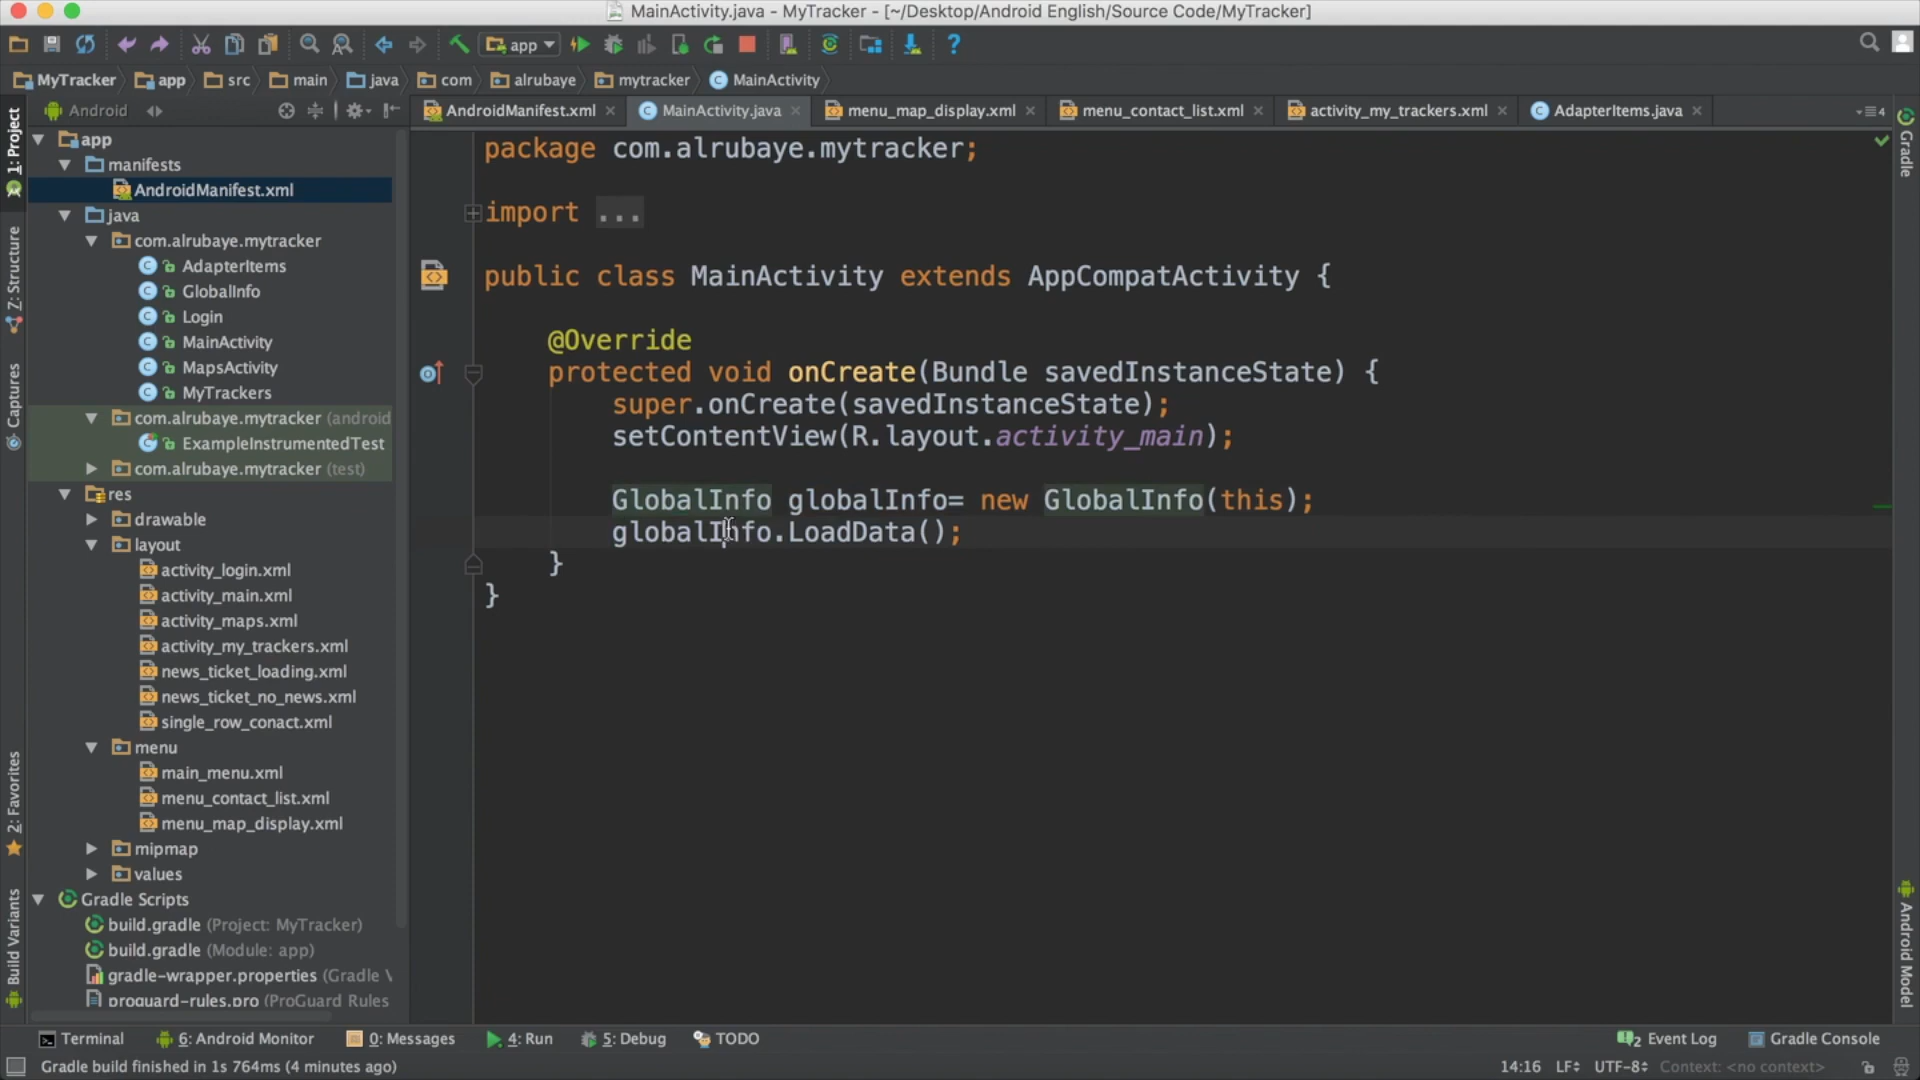 MainActivity.java - MyTracker - [~/Desktop/Android English/Source Code/MyTracker]
app
MyTracker app src main java com alrubaye mytracker MainActivity
Android
AndroidManifest.xml MainActivity.java menu_map_display.xml menu_contact_list.xml activity_my_trackers.xml AdapterItems.java 4
1: Project
Z: Structure
Captures
2: Favorites
Build Variants
app
manifests
AndroidManifest.xml
java
com.alrubaye.mytracker
AdapterItems
GlobalInfo
Login
MainActivity
MapsActivity
MyTrackers
com.alrubaye.mytracker (android
ExampleInstrumentedTest
com.alrubaye.mytracker (test)
res
drawable
layout
activity_login.xml
activity_main.xml
activity_maps.xml
activity_my_trackers.xml
news_ticket_loading.xml
news_ticket_no_news.xml
single_row_conact.xml
menu
main_menu.xml
menu_contact_list.xml
menu_map_display.xml
mipmap
values
Gradle Scripts
build.gradle (Project: MyTracker)
build.gradle (Module: app)
gradle-wrapper.properties (Gradle V
proguard-rules.pro (ProGuard Rules
package com.alrubaye.mytracker;
import ...
public class MainActivity extends AppCompatActivity {
@Override
protected void onCreate(Bundle savedInstanceState) {
super.onCreate(savedInstanceState);
setContentView(R.layout.activity_main);
GlobalInfo globalInfo= new GlobalInfo(this);
globalInfo.LoadData();
}
}
Gradle
Android Model
Terminal 6: Android Monitor 0: Messages 4: Run 5: Debug TODO 2 Event Log Gradle Console
Gradle build finished in 1s 764ms (4 minutes ago) 14:16 LF UTF-8 Context: <no context>